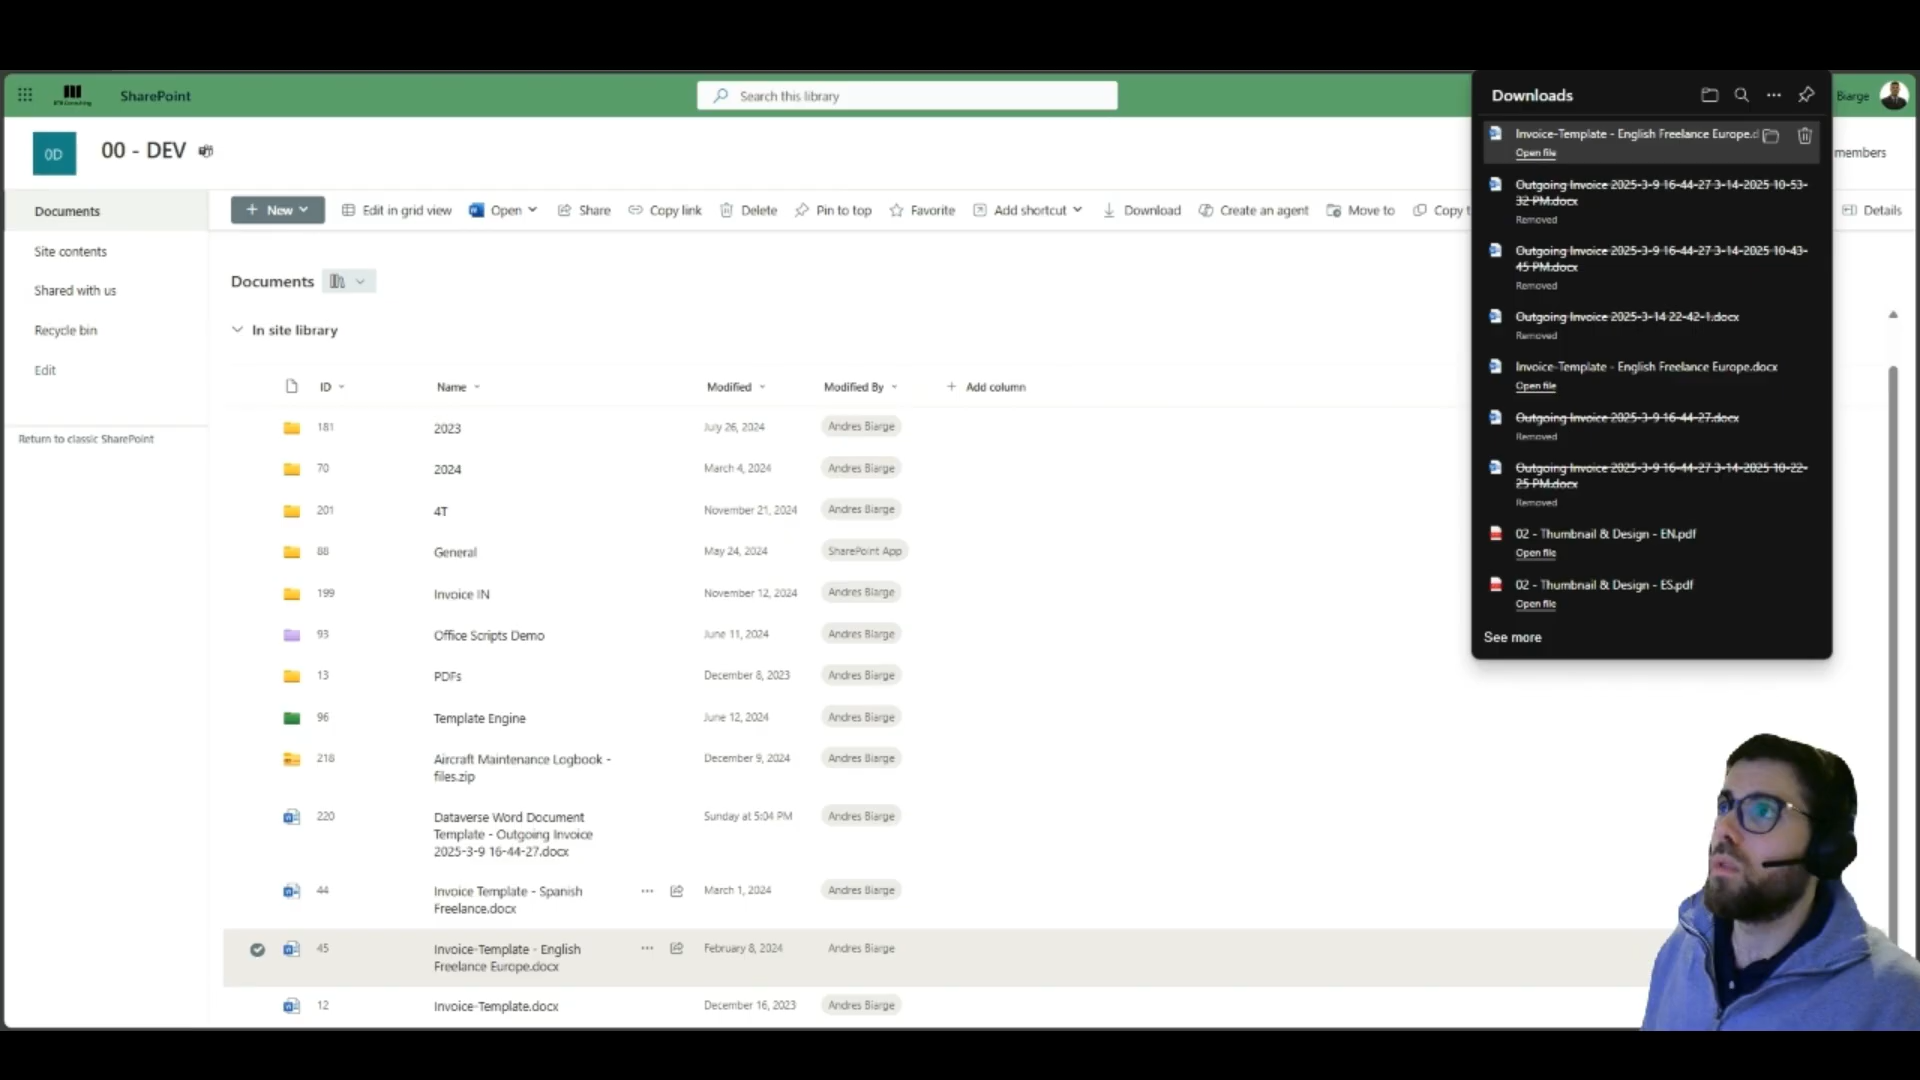 SharePoint
Search this library
Biarge
0D
00 - DEV
members
Documents
Site contents
Shared with us
Recycle bin
Edit
Return to classic SharePoint
New
Edit in grid view
Open
Share
Copy link
Delete
Pin to top
Favorite
Add shortcut
Download
Create an agent
Move to
Copy t
Details
Documents
In site library
ID
Name
Modified
Modified By
Add column
181 2023 July 26, 2024 Andres Biarge
70 2024 March 4, 2024 Andres Biarge
201 4T November 21, 2024 Andres Biarge
88 General May 24, 2024 SharePoint App
199 Invoice IN November 12, 2024 Andres Biarge
93 Office Scripts Demo June 11, 2024 Andres Biarge
13 PDFs December 8, 2023 Andres Biarge
96 Template Engine June 12, 2024 Andres Biarge
218 Aircraft Maintenance Logbook - December 9, 2024 Andres Biarge
files.zip
220 Dataverse Word Document Sunday at 5:04 PM Andres Biarge
Template - Outgoing Invoice
2025-3-9 16-44-27.docx
44 Invoice Template - Spanish March 1, 2024 Andres Biarge
Freelance.docx
45 Invoice-Template - English February 8, 2024 Andres Biarge
Freelance Europe.docx
12 Invoice-Template.docx December 16, 2023 Andres Biarge
Downloads
Invoice-Template - English Freelance Europe.d
Open file
Outgoing Invoice 2025-3-9 16-44-27 3-14-2025 10-53-
32 PM.docx
Removed
Outgoing Invoice 2025-3-9 16-44-27 3-14-2025 10-43-
45 PM.docx
Removed
Outgoing Invoice 2025-3-14 22-42-1.docx
Removed
Invoice-Template - English Freelance Europe.docx
Open file
Outgoing Invoice 2025-3-9 16-44-27.docx
Removed
Outgoing Invoice 2025-3-9 16-44-27 3-14-2025 10-22-
25 PM.docx
Removed
02 - Thumbnail & Design - EN.pdf
Open file
02 - Thumbnail & Design - ES.pdf
Open file
See more